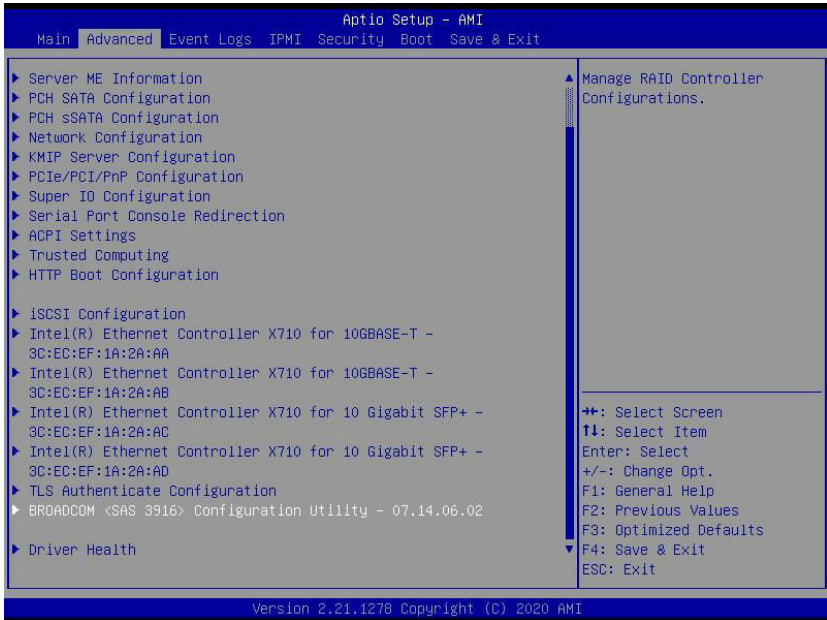 Aptio Setup - AMI
Main Advanced Event Logs IPMI Security Boot Save & Exit
Server ME Information
PCH SATA Configuration
PCH sSATA Configuration
Network Configuration
KMIP Server Configuration
PCIe/PCI/PnP Configuration
Super IO Configuration
Serial Port Console Redirection
ACPI Settings
Trusted Computing
HTTP Boot Configuration
iSCSI Configuration
Intel(R) Ethernet Controller X710 for 10GBASE-T -
3C:EC:EF:1A:2A:AA
Intel(R) Ethernet Controller X710 for 10GBASE-T -
3C:EC:EF:1A:2A:AB
Intel(R) Ethernet Controller X710 for 10 Gigabit SFP+ -
3C:EC:EF:1A:2A:AC
Intel(R) Ethernet Controller X710 for 10 Gigabit SFP+ -
3C:EC:EF:1A:2A:AD
TLS Authenticate Configuration
BROADCOM <SAS 3916> Configuration Utility - 07.14.06.02
Driver Health
Manage RAID Controller
Configurations.
→←: Select Screen
↑↓: Select Item
Enter: Select
+/-: Change Opt.
F1: General Help
F2: Previous Values
F3: Optimized Defaults
F4: Save & Exit
ESC: Exit
Version 2.21.1278 Copyright (C) 2020 AMI